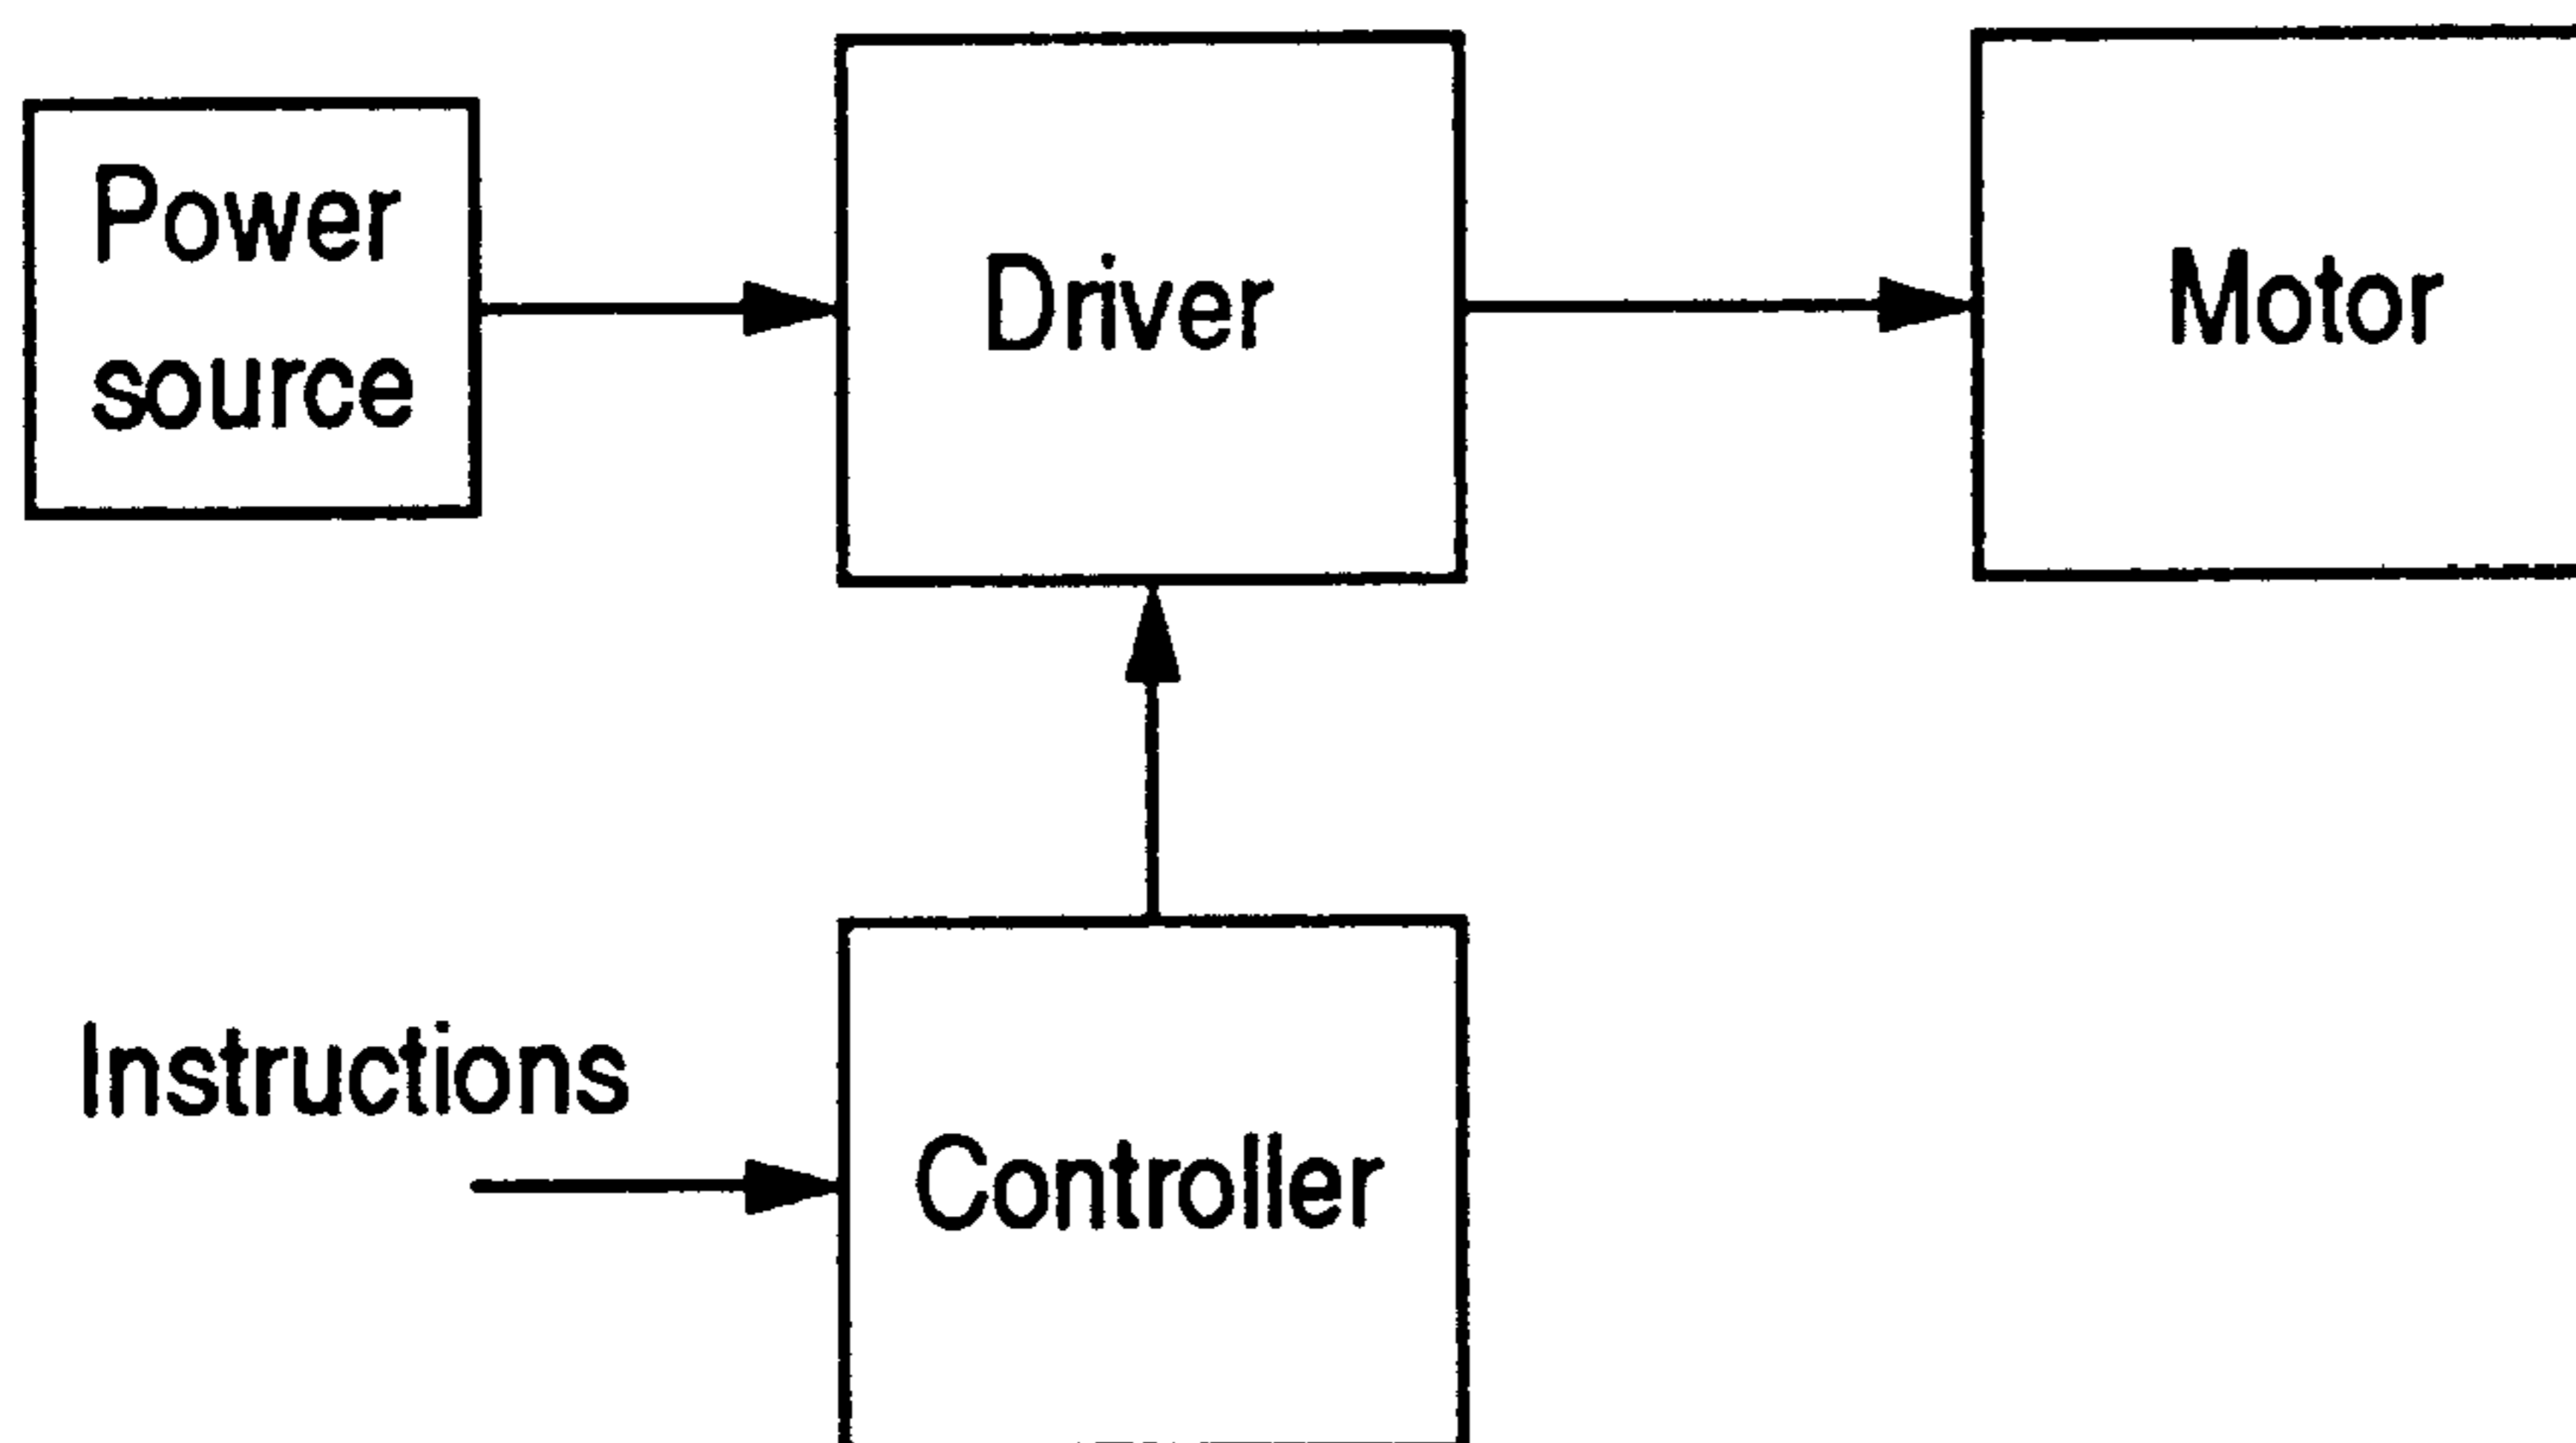 Power
source
Driver
Motor
Instructions
Controller